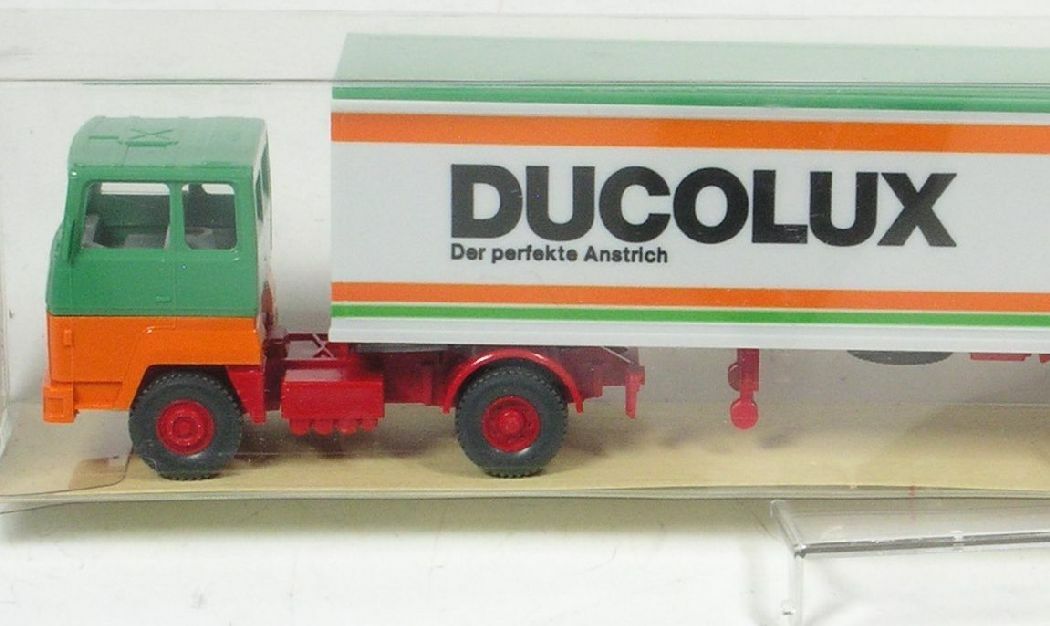 DUCOLUX
Der perfekte Anstrich